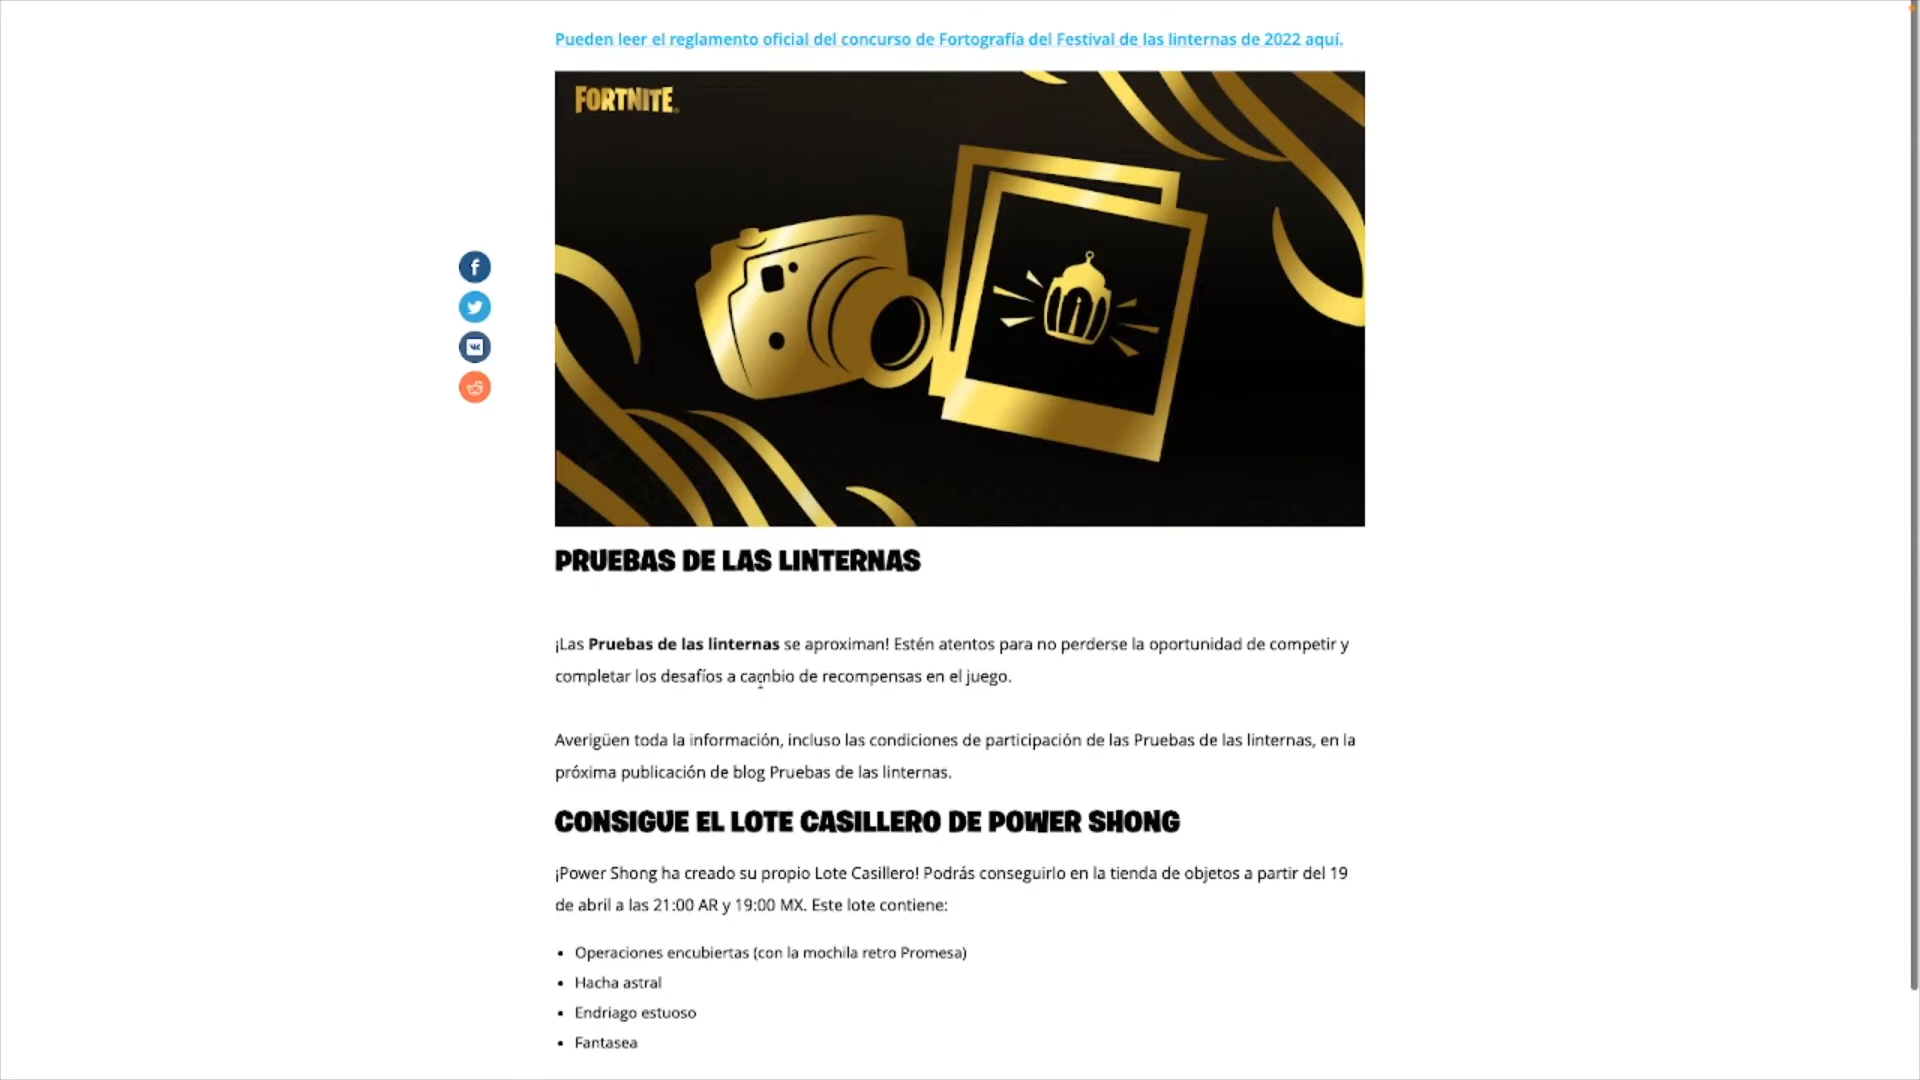 Pueden leer el reglamento oficial del concurso de Fortografía del Festival de las linternas de 2022 aquí.
FORTNITE
PRUEBAS DE LAS LINTERNAS
¡Las Pruebas de las linternas se aproximan! Estén atentos para no perderse la oportunidad de competir y
completar los desafíos a cambio de recompensas en el juego.
Averigüen toda la información, incluso las condiciones de participación de las Pruebas de las linternas, en la
próxima publicación de blog Pruebas de las linternas.
CONSIGUE EL LOTE CASILLERO DE POWER SHONG
¡Power Shong ha creado su propio Lote Casillero! Podrás conseguirlo en la tienda de objetos a partir del 19
de abril a las 21:00 AR y 19:00 MX. Este lote contiene:
• Operaciones encubiertas (con la mochila retro Promesa)
• Hacha astral
• Endriago estuoso
• Fantasea